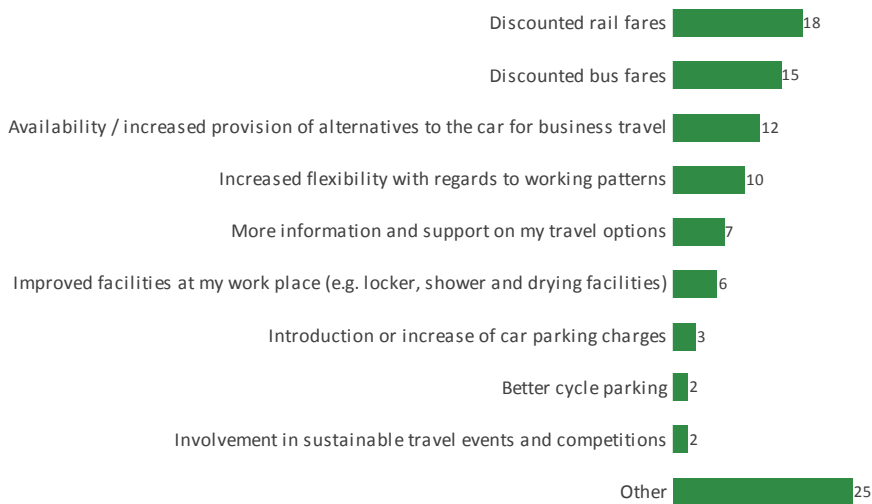 Discounted rail fares 18
Discounted bus fares 15
Availability / increased provision of alternatives to the car for business travel 12
Increased flexibility with regards to working patterns 10
More information and support on my travel options 7
Improved facilities at my work place (e.g. locker, shower and drying facilities) 6
Introduction or increase of car parking charges 3
Better cycle parking 2
Involvement in sustainable travel events and competitions 2
Other 25